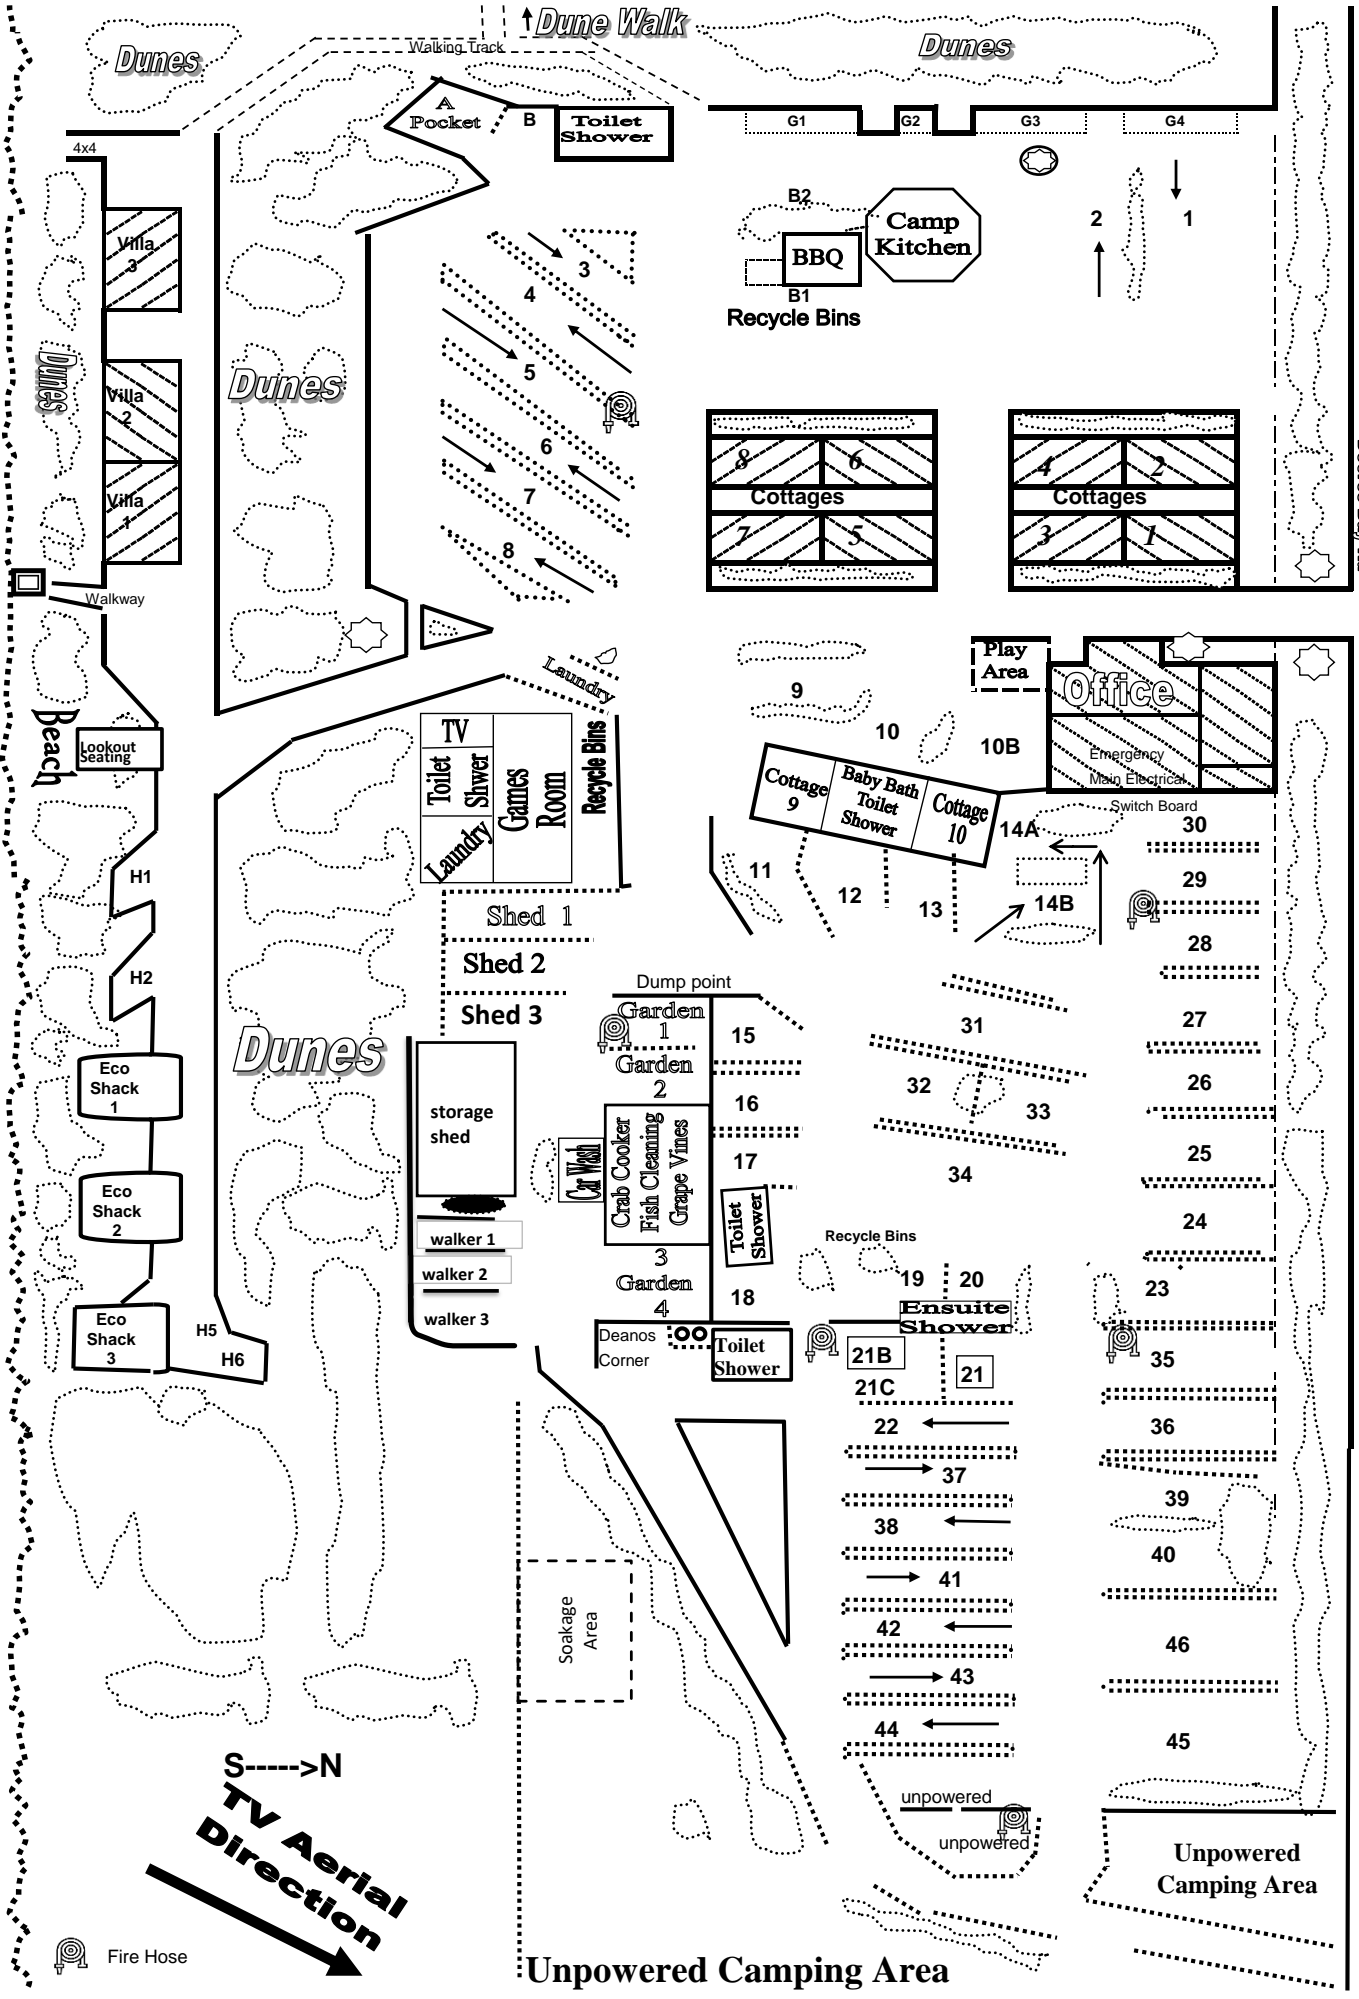 Dune Walk
Dunes
Walking Track
Dunes
A
Pocket
B
Toilet
Shower
G1
G2
G3
G4
4x4
Villa
3
B2
Camp
Kitchen
BBQ
B1
Recycle Bins
2
1
3
4
5
6
7
8
Dunes
Dunes
Villa
2
Villa
1
8
6
Cottages
7
5
4
2
Cottages
3
1
Walkway
Laundry
Play
Area
Office
Emergency
Main Electrical
Switch Board
9
10
10B
Beach
Lookout
Seating
TV
Toilet
Shwer
Laundry
Games
Room
Recycle Bins
Cottage
9
Baby Bath
Toilet
Shower
Cottage
10
14A
30
H1
11
12
13
14B
29
Shed 1
28
H2
Shed 2
Dump point
Shed 3
Garden
1
15
31
27
Dunes
Garden
2
Eco
Shack
1
storage
shed
16
32
33
26
Car Wash
Crab Cooker
Fish Cleaning
Grape Vines
17
34
25
Eco
Shack
2
Toilet
Shower
24
walker 1
Recycle Bins
walker 2
3
Garden
4
18
19
20
23
walker 3
Ensuite
Shower
Eco
Shack
3
H5
H6
Deanos
Corner
Toilet
Shower
21B
21
35
21C
22
36
37
39
38
40
41
Soakage
Area
42
46
43
44
45
S----->N
TV Aerial
Direction
unpowered
unpowered
Unpowered
Camping Area
Fire Hose
Unpowered Camping Area